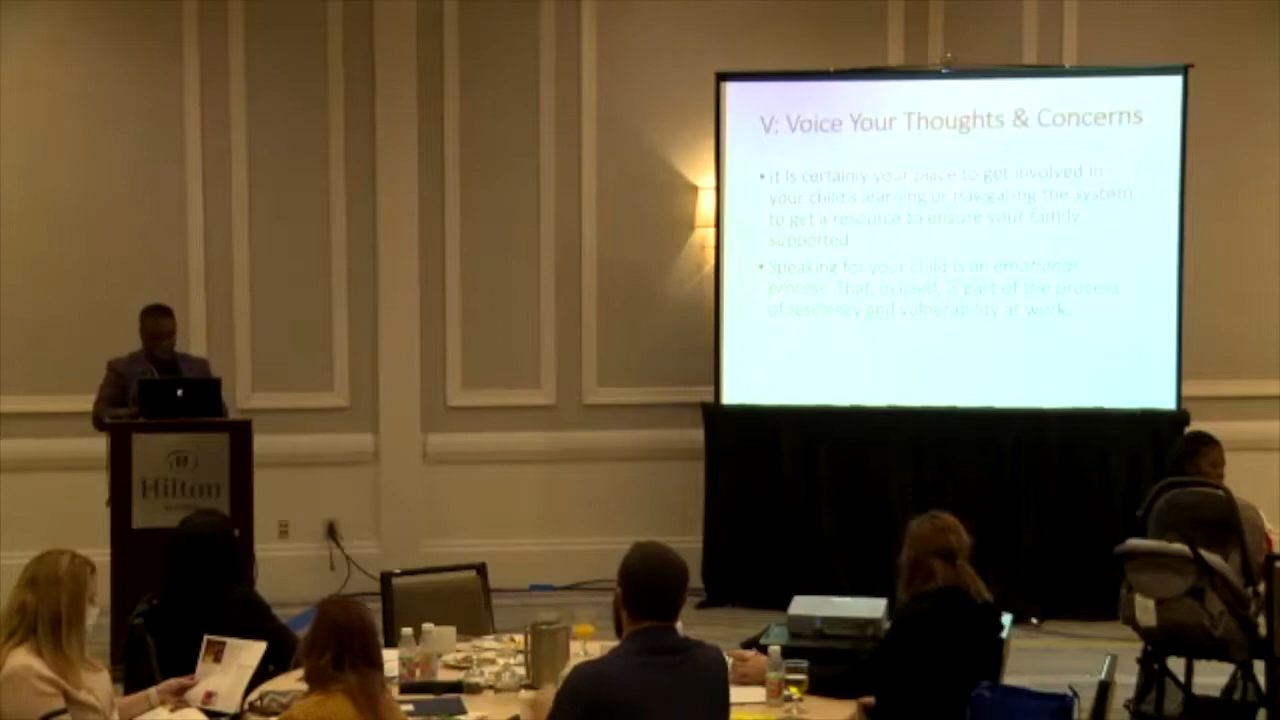 V: Voice Your Thoughts & Concerns
• It is certainly your place to get involved in
your child's learning or navigating the system
to get a resource to ensure your family
supported
• Speaking for your child is an emotional
process. That, in itself, is part of the process
of resiliency and vulnerability at work.
Hilton